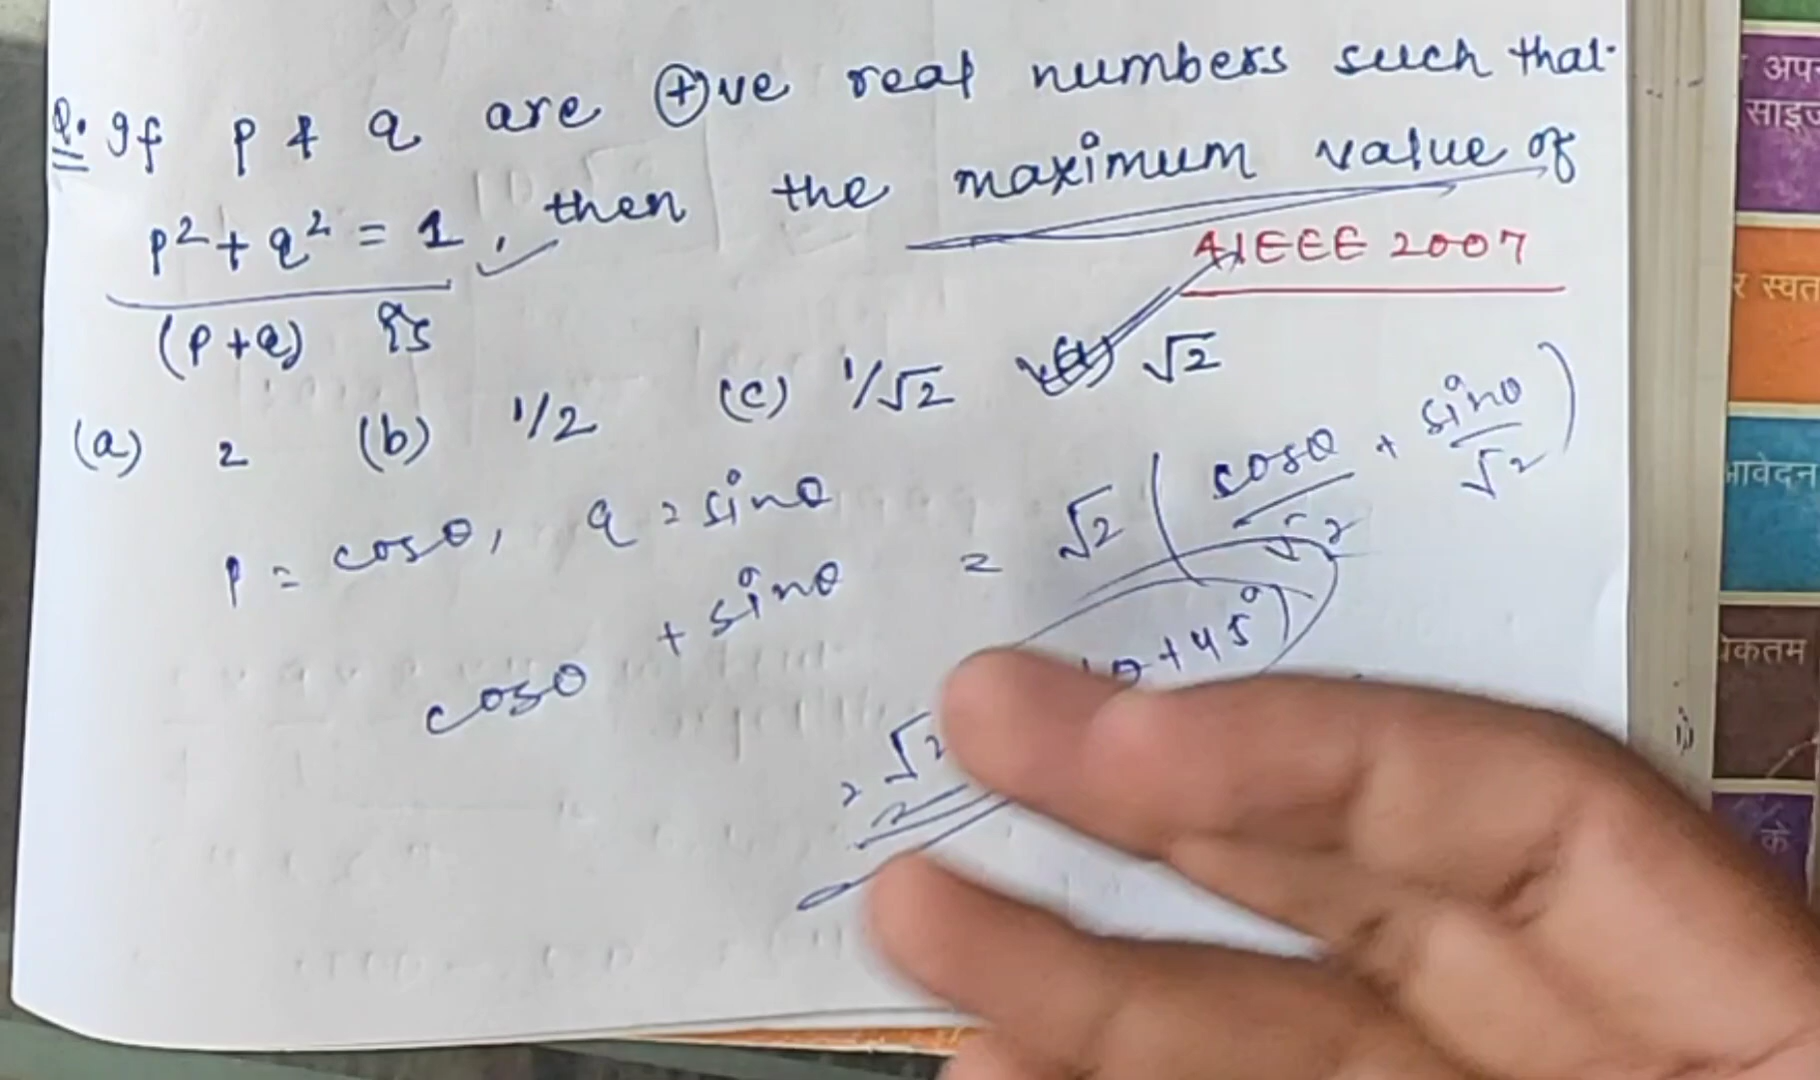 Q. If p & q are ⊕ve real numbers such that
p² + q² = 1, then the maximum value of
(p+q) is
AIEEE 2007
(a) 2 (b) 1/2 (c) 1/√2 (d) √2
p = cosθ, q = sinθ
cosθ + sinθ = √2 ( cosθ/√2 + sinθ/√2 )
= √2 θ+45°)
अपन
साइज
र स्वत
आवेदन
के